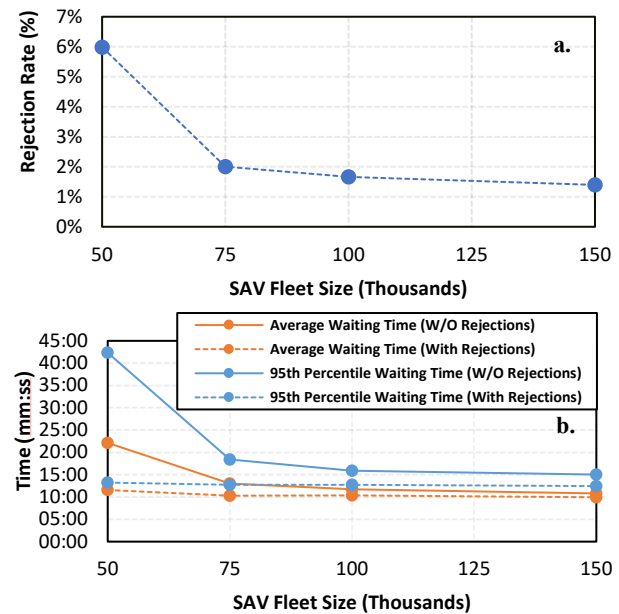 7%
6%
5%
4%
3%
2%
1%
0%
Rejection Rate (%)
a.
50 75 100 125 150
SAV Fleet Size (Thousands)
Average Waiting Time (W/O Rejections)
Average Waiting Time (With Rejections)
95th Percentile Waiting Time (W/O Rejections)
95th Percentile Waiting Time (With Rejections)
45:00
40:00
35:00
30:00
25:00
20:00
15:00
10:00
05:00
00:00
Time (mm:ss)
b.
50 75 100 125 150
SAV Fleet Size (Thousands)